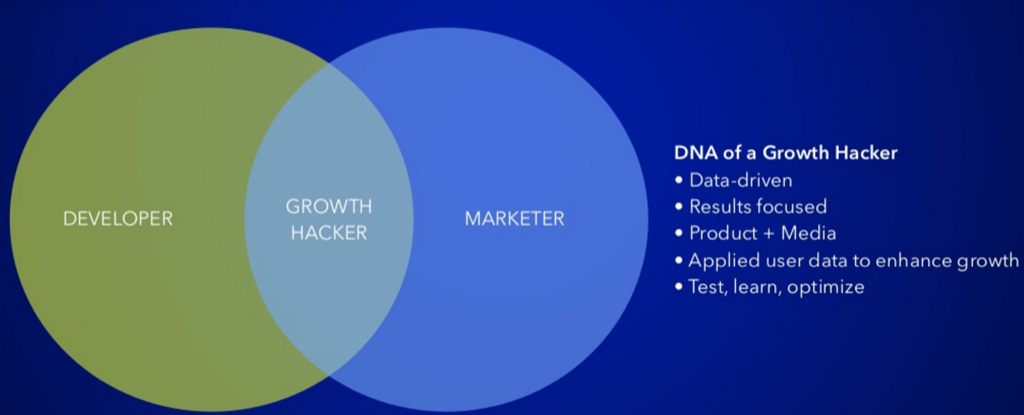 DEVELOPER
GROWTH
HACKER
MARKETER
DNA of a Growth Hacker
• Data-driven
• Results focused
• Product + Media
• Applied user data to enhance growth
• Test, learn, optimize